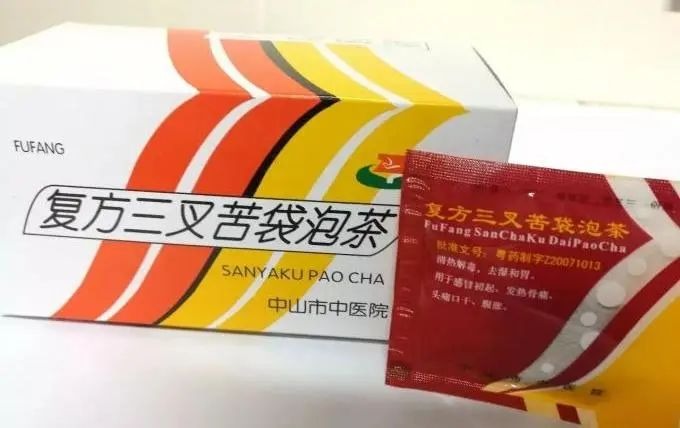 FUFANG
复方三叉苦袋泡茶
SANYAKU PAO CHA
中山市中医院
复方三叉苦袋泡茶
FuFang SanChaKu DaiPaoCha
批准文号：粤药制字Z20071013
清热解毒，去湿和胃。
用于感冒初起、发热骨痛、
头痛口干、腹胀。